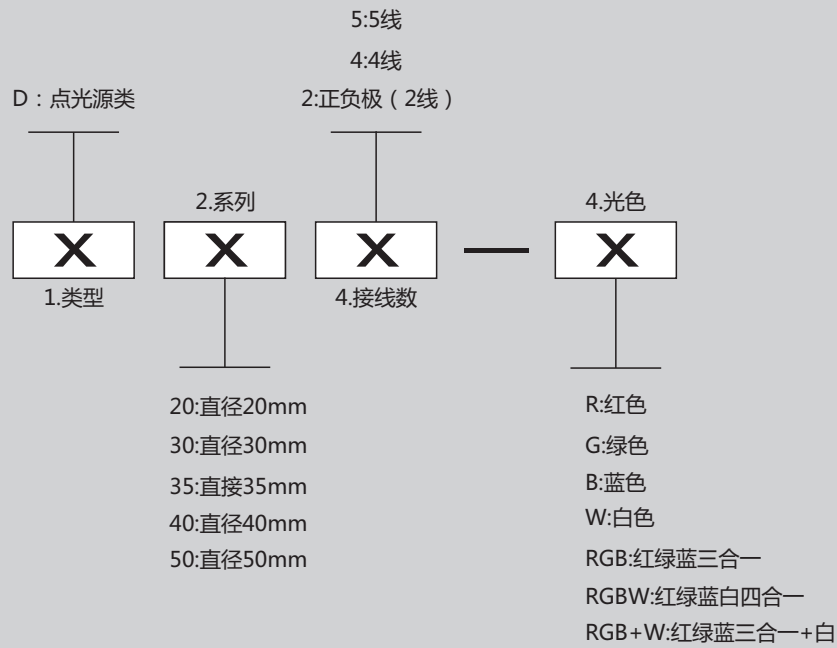 5:5线
4:4线
D：点光源类
2:正负极（2线）
2.系列
4.光色
X
X
X
—
X
1.类型
4.接线数
20:直径20mm
30:直径30mm
35:直接35mm
40:直径40mm
50:直径50mm
R:红色
G:绿色
B:蓝色
W:白色
RGB:红绿蓝三合一
RGBW:红绿蓝白四合一
RGB+W:红绿蓝三合一+白